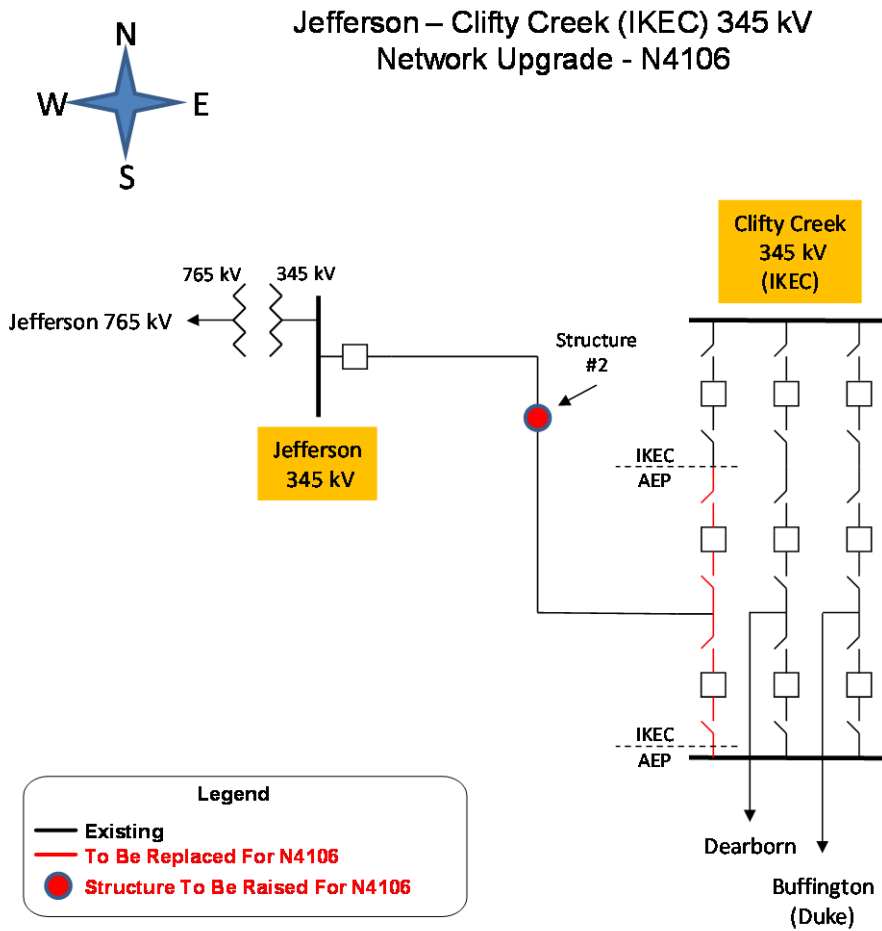 Jefferson – Clifty Creek (IKEC) 345 kV
Network Upgrade - N4106
N
W
E
S
Clifty Creek
345 kV
(IKEC)
765 kV
345 kV
Jefferson 765 kV
Structure
#2
Jefferson
345 kV
IKEC
AEP
IKEC
AEP
Legend
Existing
To Be Replaced For N4106
Structure To Be Raised For N4106
Dearborn
Buffington
(Duke)